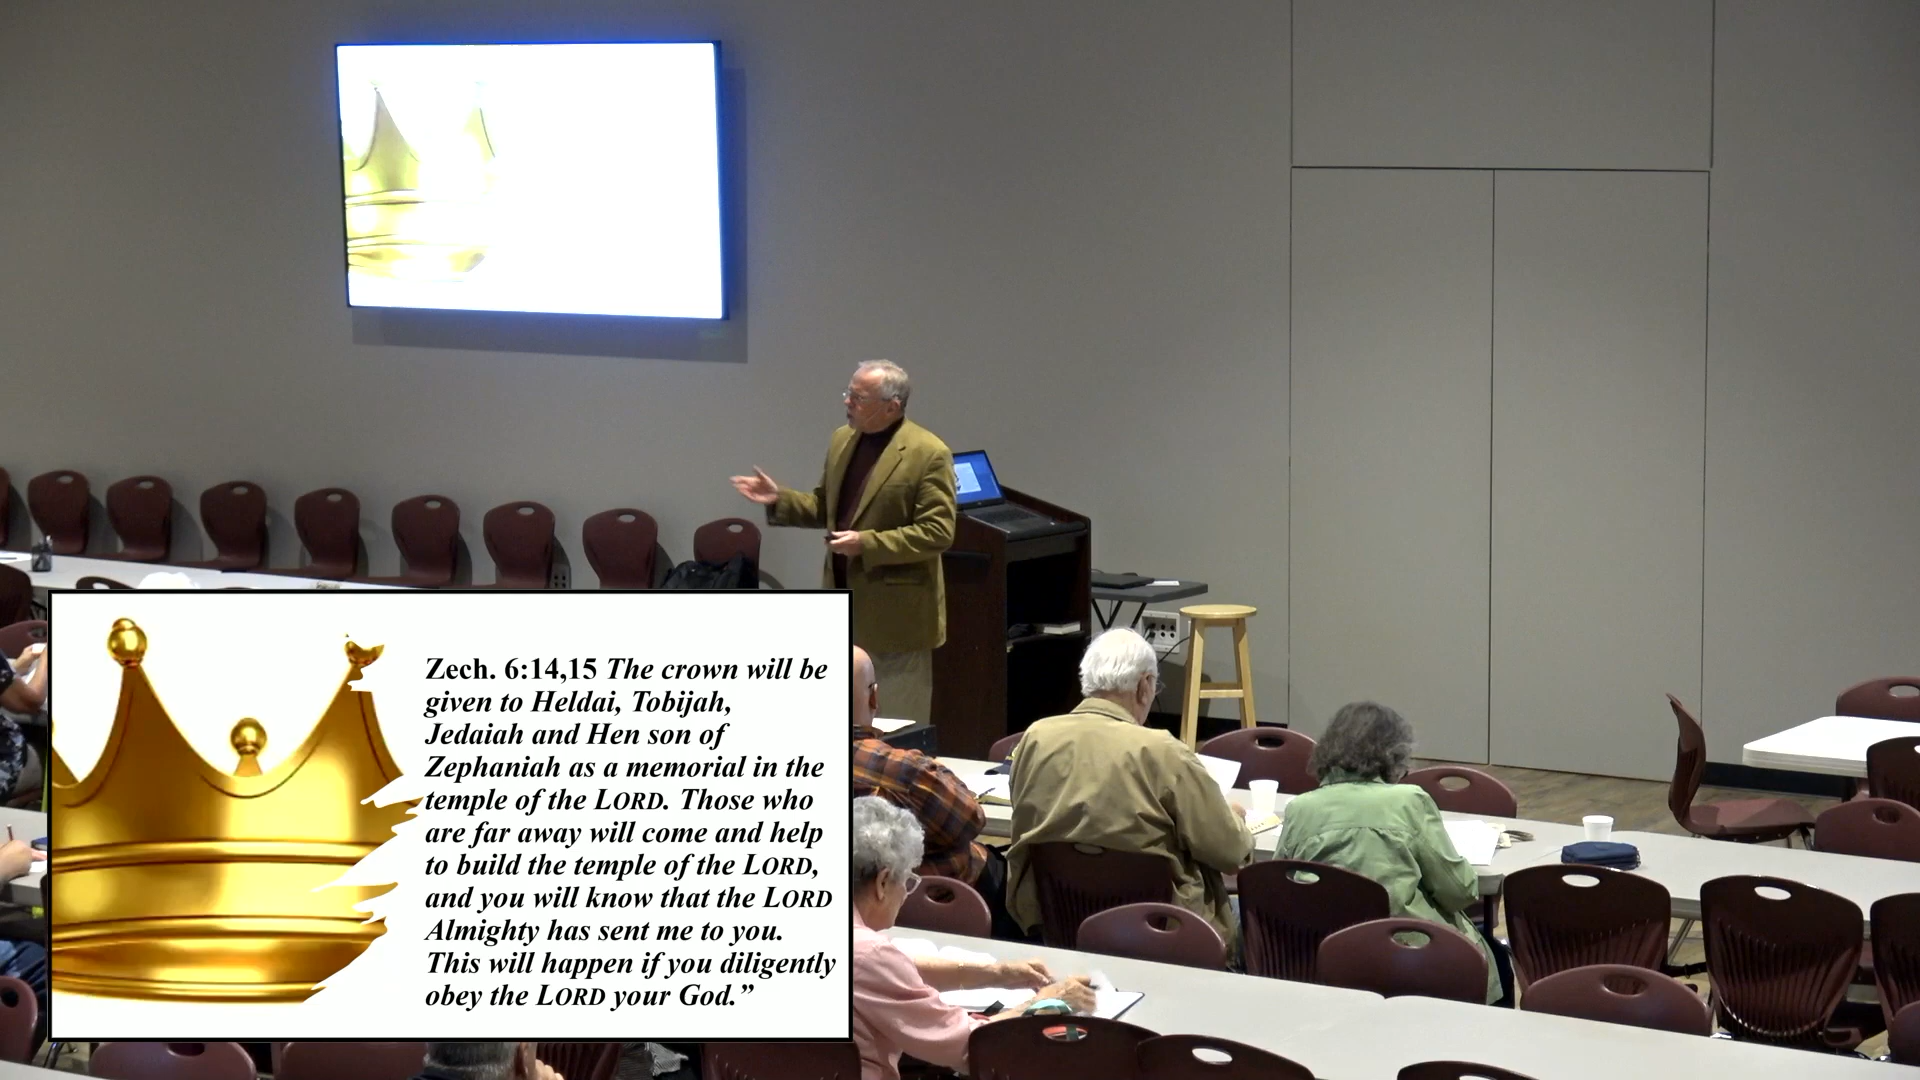 Zech. 6:14,15 The crown will be
given to Heldai, Tobijah,
Jedaiah and Hen son of
Zephaniah as a memorial in the
temple of the LORD. Those who
are far away will come and help
to build the temple of the LORD,
and you will know that the LORD
Almighty has sent me to you.
This will happen if you diligently
obey the LORD your God.”